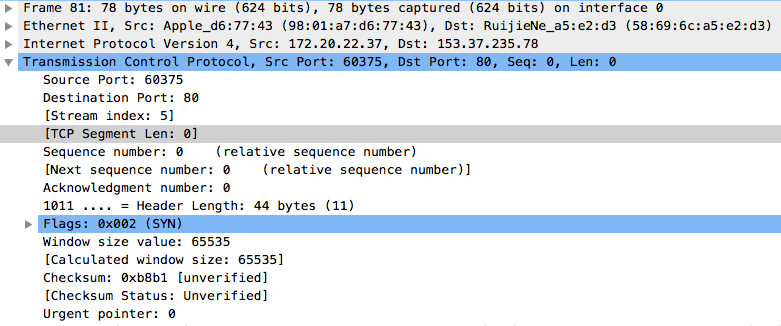 Frame 81: 78 bytes on wire (624 bits), 78 bytes captured (624 bits) on interface 0
Ethernet II, Src: Apple_d6:77:43 (98:01:a7:d6:77:43), Dst: RuijieNe_a5:e2:d3 (58:69:6c:a5:e2:d3)
Internet Protocol Version 4, Src: 172.20.22.37, Dst: 153.37.235.78
Transmission Control Protocol, Src Port: 60375, Dst Port: 80, Seq: 0, Len: 0
Source Port: 60375
Destination Port: 80
[Stream index: 5]
[TCP Segment Len: 0]
Sequence number: 0    (relative sequence number)
[Next sequence number: 0    (relative sequence number)]
Acknowledgment number: 0
1011 .... = Header Length: 44 bytes (11)
Flags: 0x002 (SYN)
Window size value: 65535
[Calculated window size: 65535]
Checksum: 0xb8b1 [unverified]
[Checksum Status: Unverified]
Urgent pointer: 0